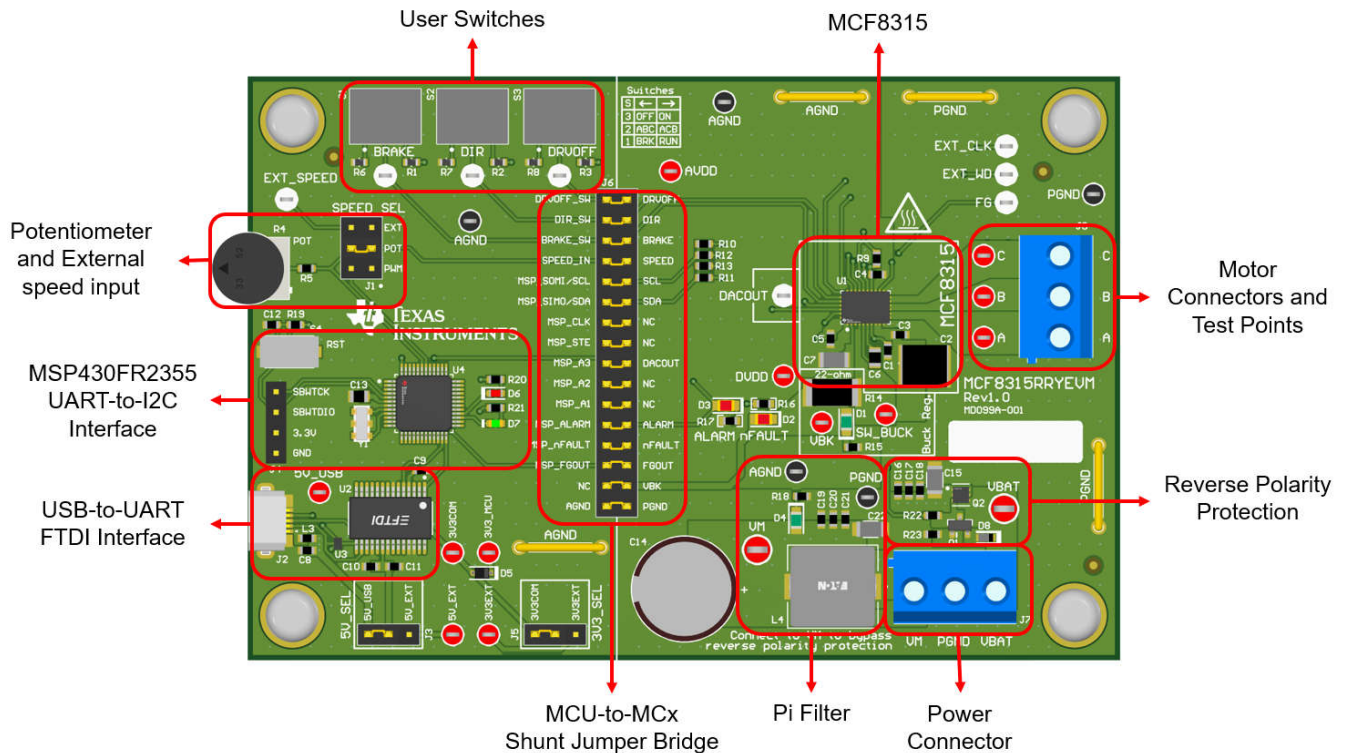 User Switches
MCF8315
Potentiometer
and External
speed input
MSP430FR2355
UART-to-I2C
Interface
USB-to-UART
FTDI Interface
Motor
Connectors and
Test Points
Reverse Polarity
Protection
MCU-to-MCx
Shunt Jumper Bridge
Pi Filter
Power
Connector
S2
S3
BRAKE
DIR
DRVOFF
R6
R1
R7
R2
R8
R3
Switches
S ← →
3 OFF ON
2 ABC ACB
1 BRK RUN
AGND
AGND
PGND
EXT_CLK
EXT_WD
FG
PGND
AVDD
EXT_SPEED
SPEED SEL
AGND
R4
POT
R5
EXT
POT
PWM
J1
J6
DRVOFF_SW DRVOFF
DIR_SW DIR
BRAKE_SW BRAKE
SPEED_IN SPEED
MSP_SOMI/SCL SCL
MSP_SIMO/SDA SDA
MSP_CLK NC
MSP_STE NC
MSP_A3 DACOUT
MSP_A2 NC
MSP_A1 NC
MSP_ALARM ALARM
MSP_nFAULT nFAULT
MSP_FGOUT FGOUT
NC VBK
AGND PGND
R10
R12
R13
R11
DACOUT
R9
C4
U1
MCF8315
C5
C3
C7
C1
C6
C2
C
B
A
C
B
A
MCF8315RRYEVM
Rev1.0
MD099A-001
22-ohm
R14
DVDD
D1
VBK
SW_BUCK
R15
Buck Reg.
D3
R16
R17
D2
ALARM
nFAULT
TEXAS
INSTRUMENTS
C12
R19
RST
SBWTCK
SBWTDIO
3.3V
GND
C13
Y1
U4
R20
D6
R21
D7
C9
5V_USB
U2
FTDI
L3
C8
J2
U3
C10
C11
3V3COM
3V3_MCU
D5
AGND
5V_SEL
5V_USB
5V_EXT
J3
5V_EXT
3V3EXT
J5
3V3COM
3V3EXT
3V3_SEL
C14
+
AGND
PGND
R18
C19
C20
C21
D4
VM
L4
Connect to VM to bypass
reverse polarity protection
C16
C17
C18
C15
Q2
VBAT
R22
R23
D8
PGND
J7
VM
PGND
VBAT